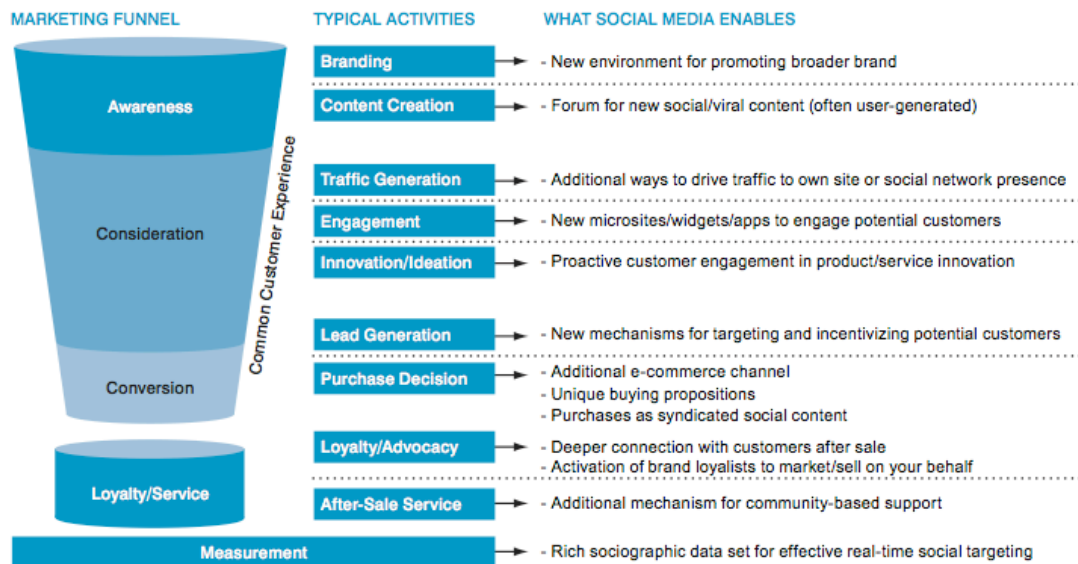 MARKETING FUNNEL
TYPICAL ACTIVITIES
WHAT SOCIAL MEDIA ENABLES
Awareness
Consideration
Conversion
Common Customer Experience
Loyalty/Service
Branding
- New environment for promoting broader brand
Content Creation
- Forum for new social/viral content (often user-generated)
Traffic Generation
- Additional ways to drive traffic to own site or social network presence
Engagement
- New microsites/widgets/apps to engage potential customers
Innovation/Ideation
- Proactive customer engagement in product/service innovation
Lead Generation
- New mechanisms for targeting and incentivizing potential customers
Purchase Decision
- Additional e-commerce channel
- Unique buying propositions
- Purchases as syndicated social content
Loyalty/Advocacy
- Deeper connection with customers after sale
- Activation of brand loyalists to market/sell on your behalf
After-Sale Service
- Additional mechanism for community-based support
Measurement
- Rich sociographic data set for effective real-time social targeting